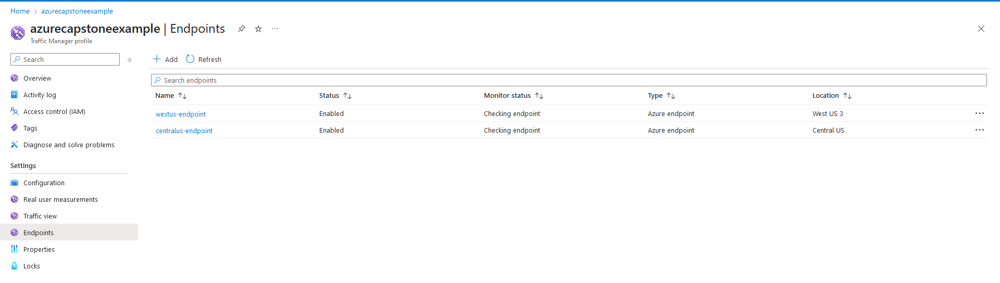 Home > azurecapstoneexample
azurecapstoneexample | Endpoints
Traffic Manager profile
Search
Overview
Activity log
Access control (IAM)
Tags
Diagnose and solve problems
Settings
Configuration
Real user measurements
Traffic view
Endpoints
Properties
Locks
Add Refresh
Search endpoints
Name Status Monitor status Type Location
westus-endpoint Enabled Checking endpoint Azure endpoint West US 3
centralus-endpoint Enabled Checking endpoint Azure endpoint Central US